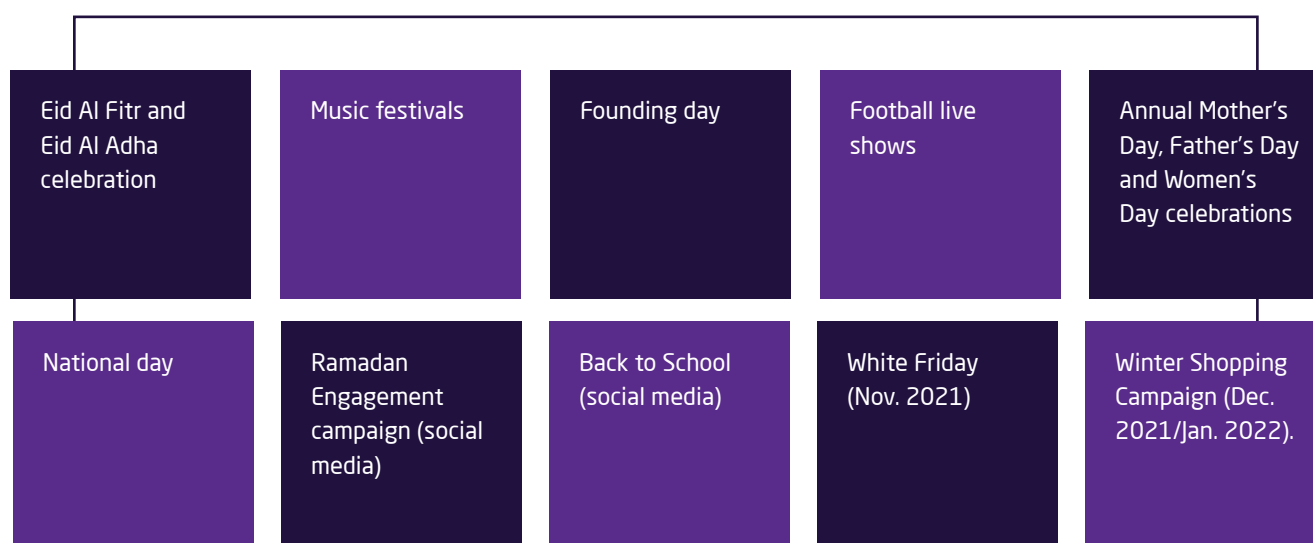 Eid Al Fitr and
Eid Al Adha
celebration
Music festivals
Founding day
Football live
shows
Annual Mother's
Day, Father's Day
and Women's
Day celebrations
National day
Ramadan
Engagement
campaign (social
media)
Back to School
(social media)
White Friday
(Nov. 2021)
Winter Shopping
Campaign (Dec.
2021/Jan. 2022).